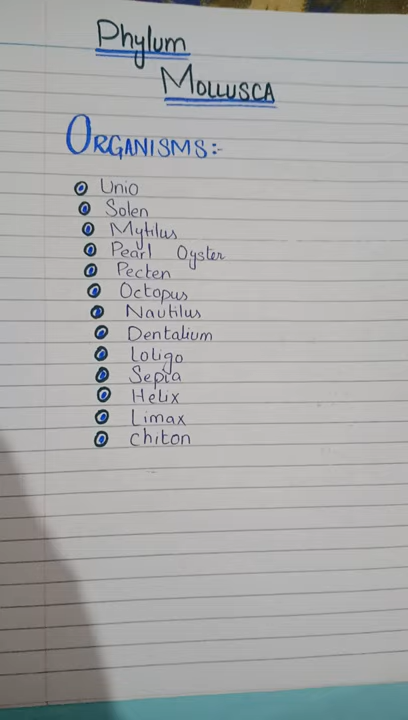 Phylum
MOLLUSCA
ORGANISMS:-
Unio
Solen
Mytilus
Pearl Oyster
Pecten
Octopus
Nautilus
Dentalium
Loligo
Sepia
Helix
Limax
chiton